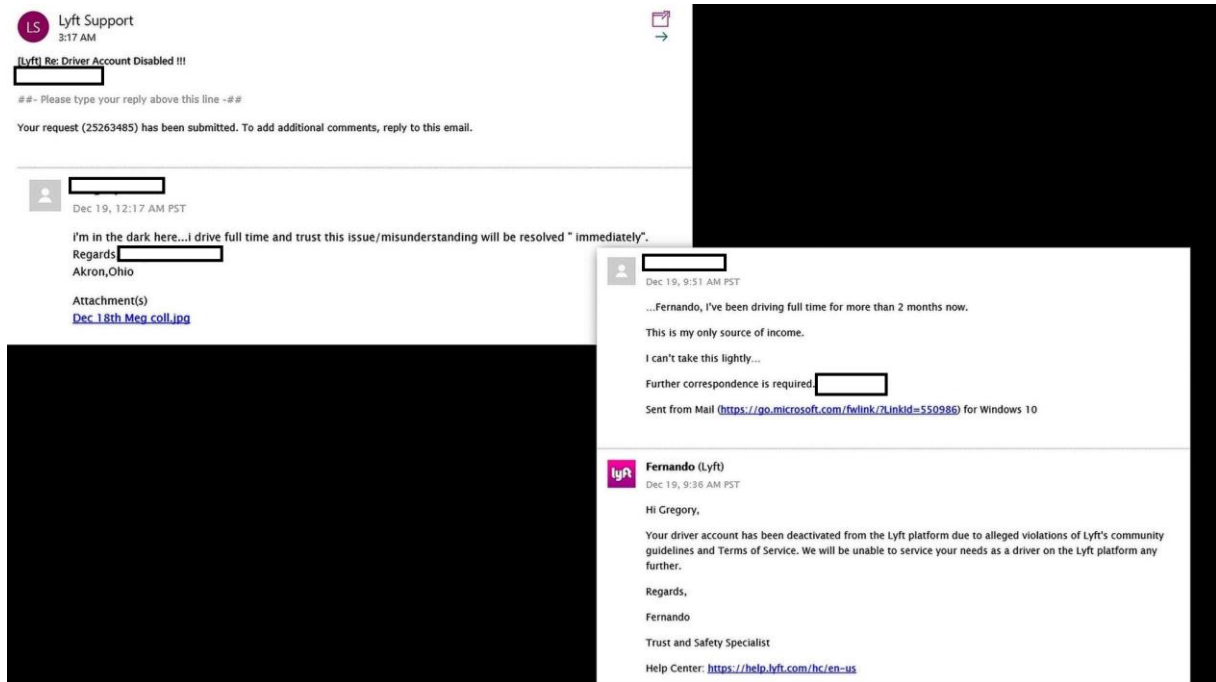 LS
Lyft Support
3:17 AM
[Lyft] Re: Driver Account Disabled !!!
##- Please type your reply above this line -##
Your request (25263485) has been submitted. To add additional comments, reply to this email.
Dec 19, 12:17 AM PST
i'm in the dark here...i drive full time and trust this issue/misunderstanding will be resolved " immediately".
Regards
Akron,Ohio
Attachment(s)
Dec 18th Meg coll.jpg
Dec 19, 9:51 AM PST
...Fernando, I've been driving full time for more than 2 months now.
This is my only source of income.
I can't take this lightly...
Further correspondence is required.
Sent from Mail (https://go.microsoft.com/fwlink/?LinkId=550986) for Windows 10
lyft
Fernando (Lyft)
Dec 19, 9:36 AM PST
Hi Gregory,
Your driver account has been deactivated from the Lyft platform due to alleged violations of Lyft's community
guidelines and Terms of Service. We will be unable to service your needs as a driver on the Lyft platform any
further.
Regards,
Fernando
Trust and Safety Specialist
Help Center: https://help.lyft.com/hc/en-us